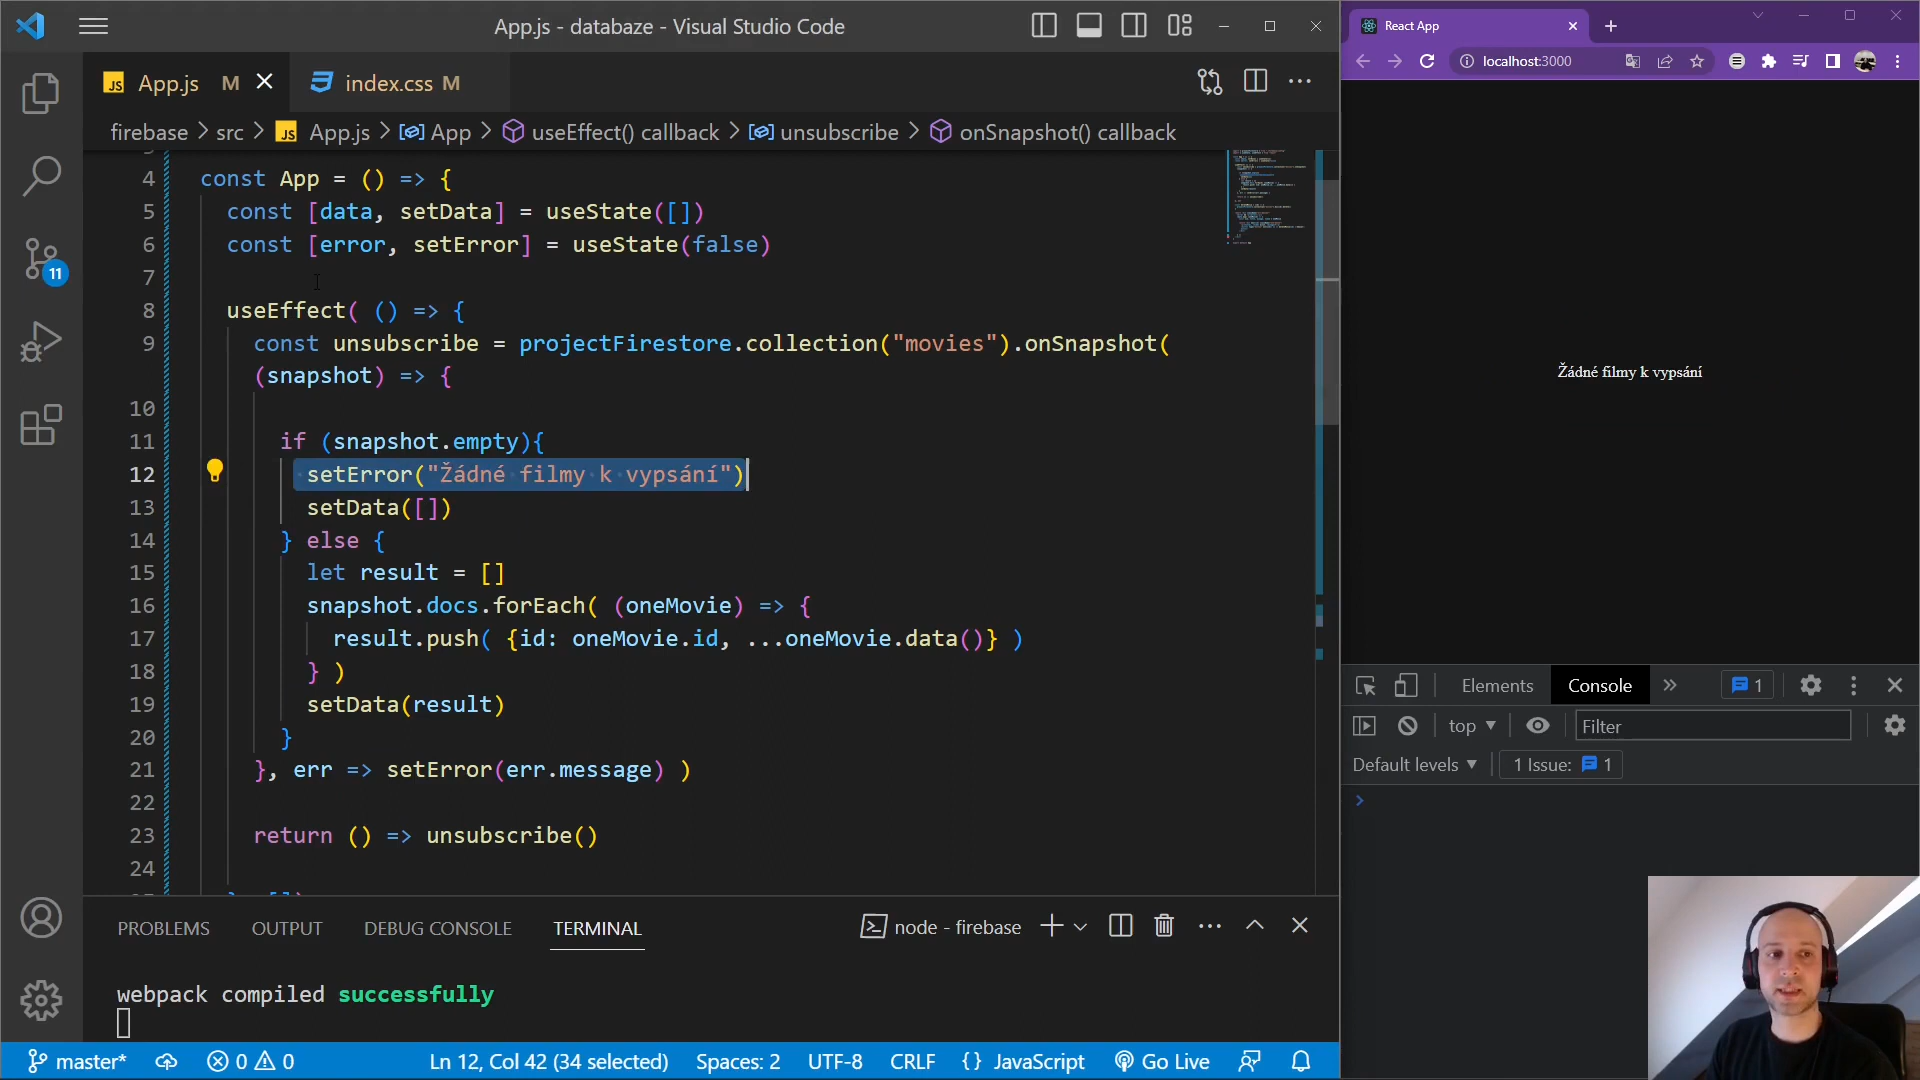 App.js - databaze - Visual Studio Code
App.js M
index.css M
firebase > src > App.js > App > useEffect() callback > unsubscribe > onSnapshot() callback
4 const App = () => {
5 const [data, setData] = useState([])
6 const [error, setError] = useState(false)
7
8 useEffect( () => {
9 const unsubscribe = projectFirestore.collection("movies").onSnapshot(
(snapshot) => {
10
11 if (snapshot.empty){
12 setError("Žádné filmy k vypsání")
13 setData([])
14 } else {
15 let result = []
16 snapshot.docs.forEach( (oneMovie) => {
17 result.push( {id: oneMovie.id, ...oneMovie.data()} )
18 } )
19 setData(result)
20 }
21 }, err => setError(err.message) )
22
23 return () => unsubscribe()
24
11
PROBLEMS OUTPUT DEBUG CONSOLE TERMINAL
node - firebase
webpack compiled successfully
master* 0 0 Ln 12, Col 42 (34 selected) Spaces: 2 UTF-8 CRLF {} JavaScript Go Live
React App
localhost:3000
Žádné filmy k vypsání
Elements Console 1
top Filter
Default levels 1 Issue: 1